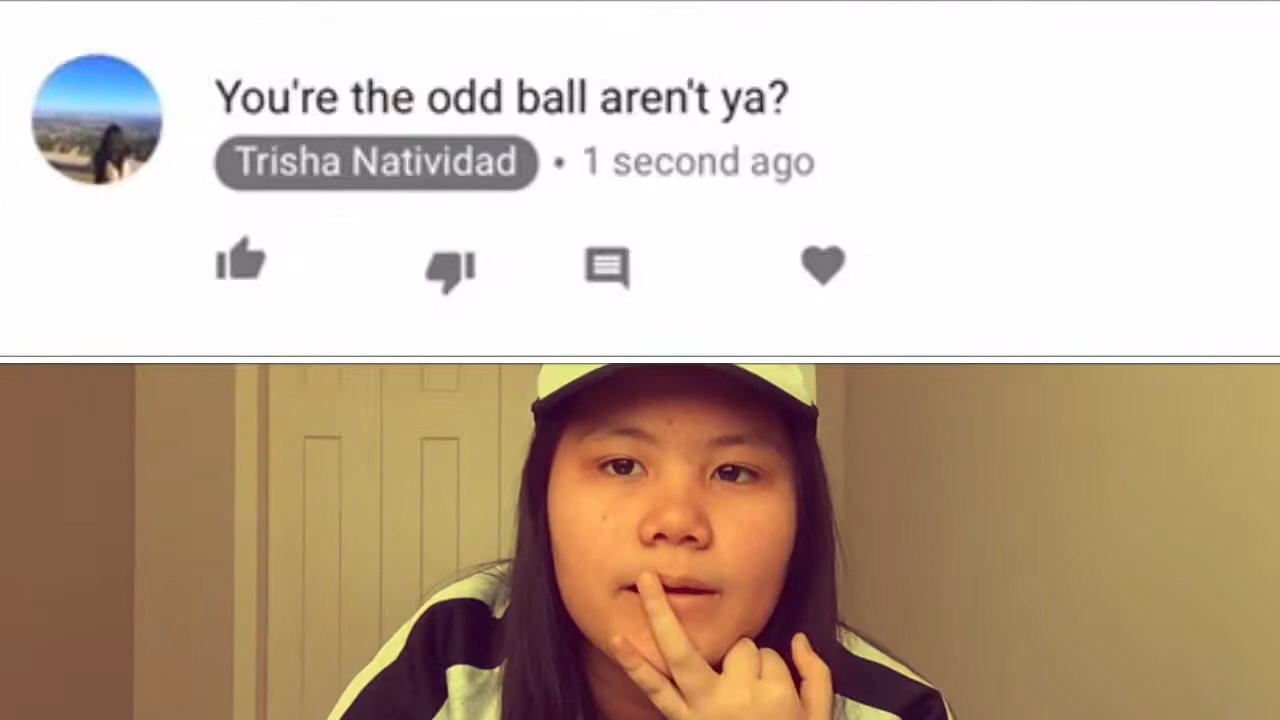 You're the odd ball aren't ya?
Trisha Natividad • 1 second ago